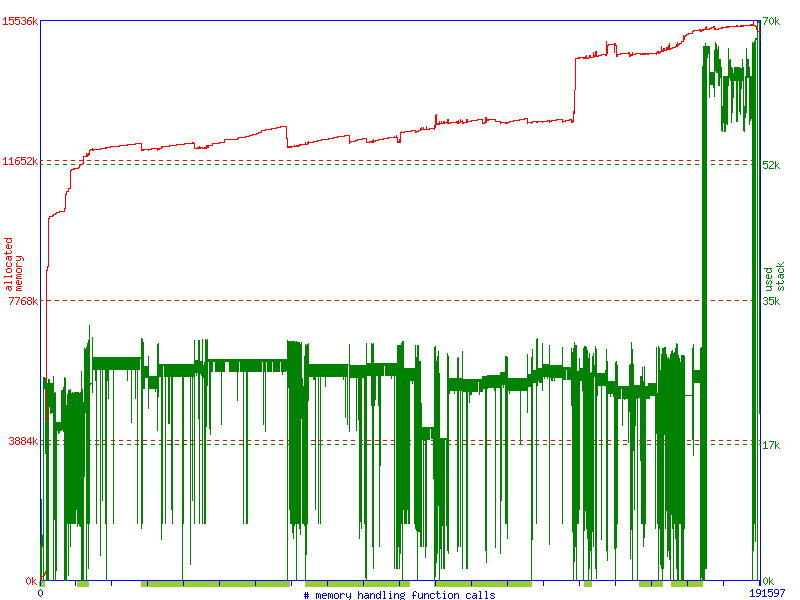 15536k
70k
11652k
52k
allocated
memory
used
stack
7768k
35k
3884k
17k
0k
0k
0
# memory handling function calls
191597